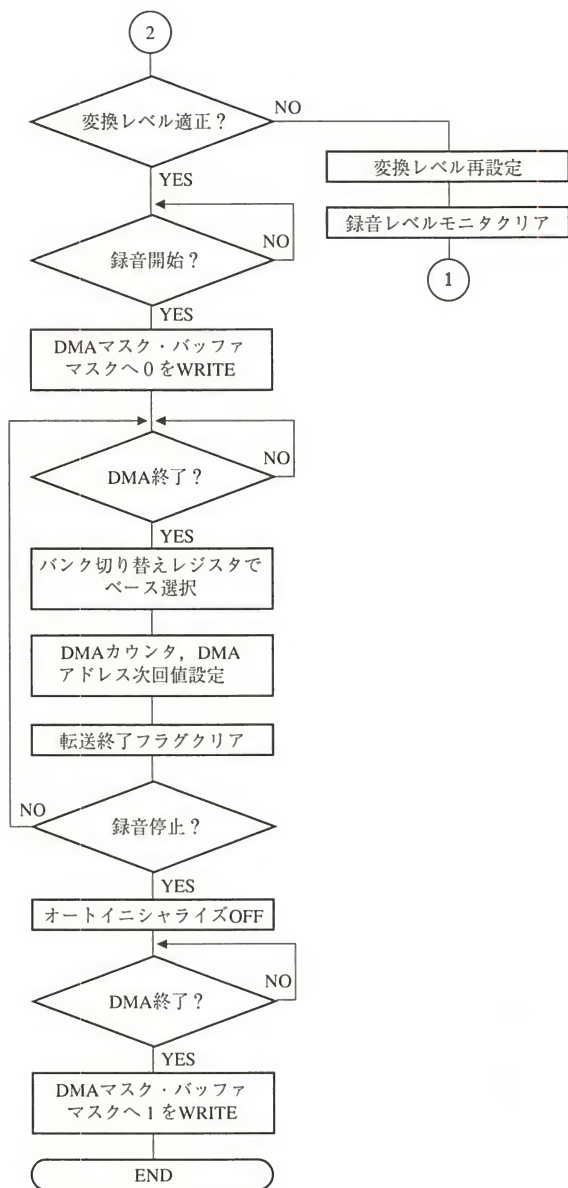 2
変換レベル適正?
NO
YES
変換レベル再設定
録音レベルモニタクリア
1
録音開始?
NO
YES
DMAマスク・バッファ
マスクへ0をWRITE
DMA終了?
NO
YES
バンク切り替えレジスタで
ベース選択
DMAカウンタ,DMA
アドレス次回値設定
転送終了フラグクリア
NO
録音停止?
YES
オートイニシャライズOFF
DMA終了?
NO
YES
DMAマスク・バッファ
マスクへ1をWRITE
END